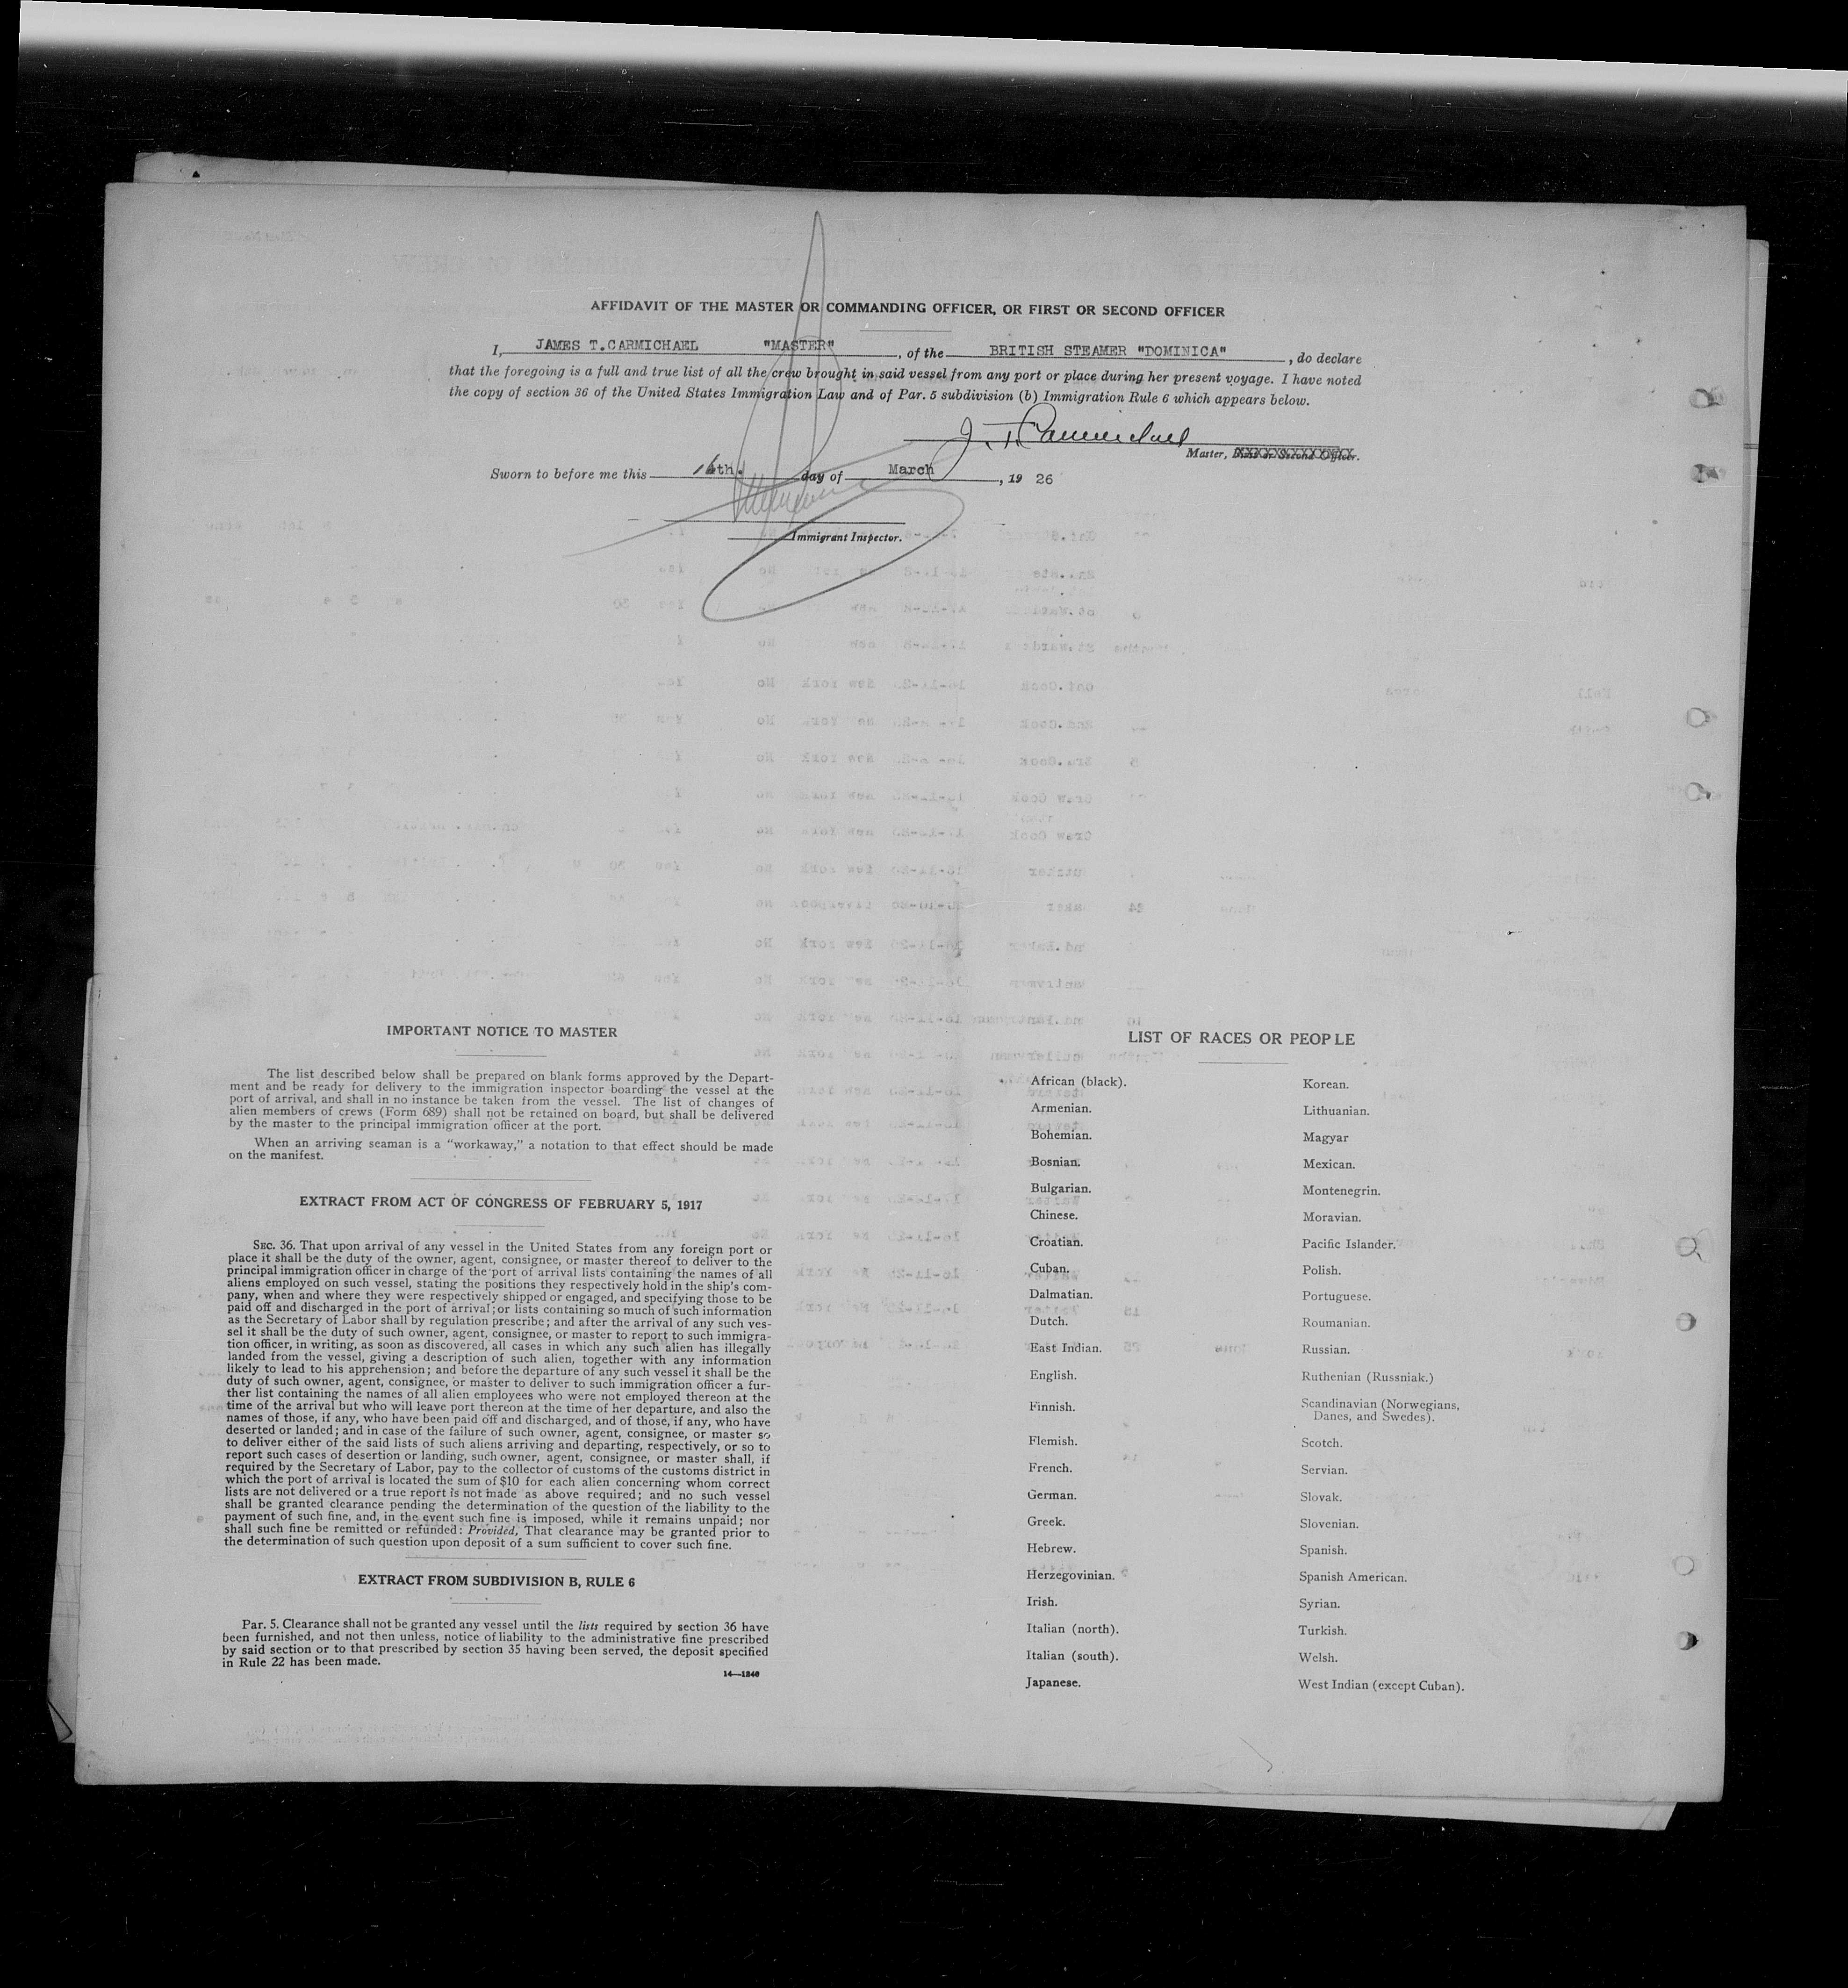 AFFIDAVIT OF THE MASTER OR COMMANDING OFFICER, OR FIRST OR SECOND OFFICER
I, JAMES T.CARMICHAEL "MASTER" , of the BRITISH STEAMER "DOMINICA" , do declare
that the foregoing is a full and true list of all the crew brought in said vessel from any port or place during her present voyage. I have noted
the copy of section 36 of the United States Immigration Law and of Par. 5 subdivision (b) Immigration Rule 6 which appears below.
J. T. Carmichael
Master, First or Second Officer.
Sworn to before me this 16th. day of March , 19 26
Immigrant Inspector.
IMPORTANT NOTICE TO MASTER
The list described below shall be prepared on blank forms approved by the Depart-
ment and be ready for delivery to the immigration inspector boarding the vessel at the
port of arrival, and shall in no instance be taken from the vessel. The list of changes of
alien members of crews (Form 689) shall not be retained on board, but shall be delivered
by the master to the principal immigration officer at the port.
When an arriving seaman is a "workaway," a notation to that effect should be made
on the manifest.
EXTRACT FROM ACT OF CONGRESS OF FEBRUARY 5, 1917
SEC. 36. That upon arrival of any vessel in the United States from any foreign port or
place it shall be the duty of the owner, agent, consignee, or master thereof to deliver to the
principal immigration officer in charge of the port of arrival lists containing the names of all
aliens employed on such vessel, stating the positions they respectively hold in the ship's com-
pany, when and where they were respectively shipped or engaged, and specifying those to be
paid off and discharged in the port of arrival; or lists containing so much of such information
as the Secretary of Labor shall by regulation prescribe; and after the arrival of any such ves-
sel it shall be the duty of such owner, agent, consignee, or master to report to such immigra-
tion officer, in writing, as soon as discovered, all cases in which any such alien has illegally
landed from the vessel, giving a description of such alien, together with any information
likely to lead to his apprehension; and before the departure of any such vessel it shall be the
duty of such owner, agent, consignee, or master to deliver to such immigration officer a fur-
ther list containing the names of all alien employees who were not employed thereon at the
time of the arrival but who will leave port thereon at the time of her departure, and also the
names of those, if any, who have been paid off and discharged, and of those, if any, who have
deserted or landed; and in case of the failure of such owner, agent, consignee, or master so
to deliver either of the said lists of such aliens arriving and departing, respectively, or so to
report such cases of desertion or landing, such owner, agent, consignee, or master shall, if
required by the Secretary of Labor, pay to the collector of customs of the customs district in
which the port of arrival is located the sum of $10 for each alien concerning whom correct
lists are not delivered or a true report is not made as above required; and no such vessel
shall be granted clearance pending the determination of the question of the liability to the
payment of such fine, and, in the event such fine is imposed, while it remains unpaid; nor
shall such fine be remitted or refunded: Provided, That clearance may be granted prior to
the determination of such question upon deposit of a sum sufficient to cover such fine.
EXTRACT FROM SUBDIVISION B, RULE 6
Par. 5. Clearance shall not be granted any vessel until the lists required by section 36 have
been furnished, and not then unless, notice of liability to the administrative fine prescribed
by said section or to that prescribed by section 35 having been served, the deposit specified
in Rule 22 has been made.
14—1240
LIST OF RACES OR PEOPLE
African (black).
Armenian.
Bohemian.
Bosnian.
Bulgarian.
Chinese.
Croatian.
Cuban.
Dalmatian.
Dutch.
East Indian.
English.
Finnish.
Flemish.
French.
German.
Greek.
Hebrew.
Herzegovinian.
Irish.
Italian (north).
Italian (south).
Japanese.
Korean.
Lithuanian.
Magyar
Mexican.
Montenegrin.
Moravian.
Pacific Islander.
Polish.
Portuguese.
Roumanian.
Russian.
Ruthenian (Russniak.)
Scandinavian (Norwegians,
Danes, and Swedes).
Scotch.
Servian.
Slovak.
Slovenian.
Spanish.
Spanish American.
Syrian.
Turkish.
Welsh.
West Indian (except Cuban).